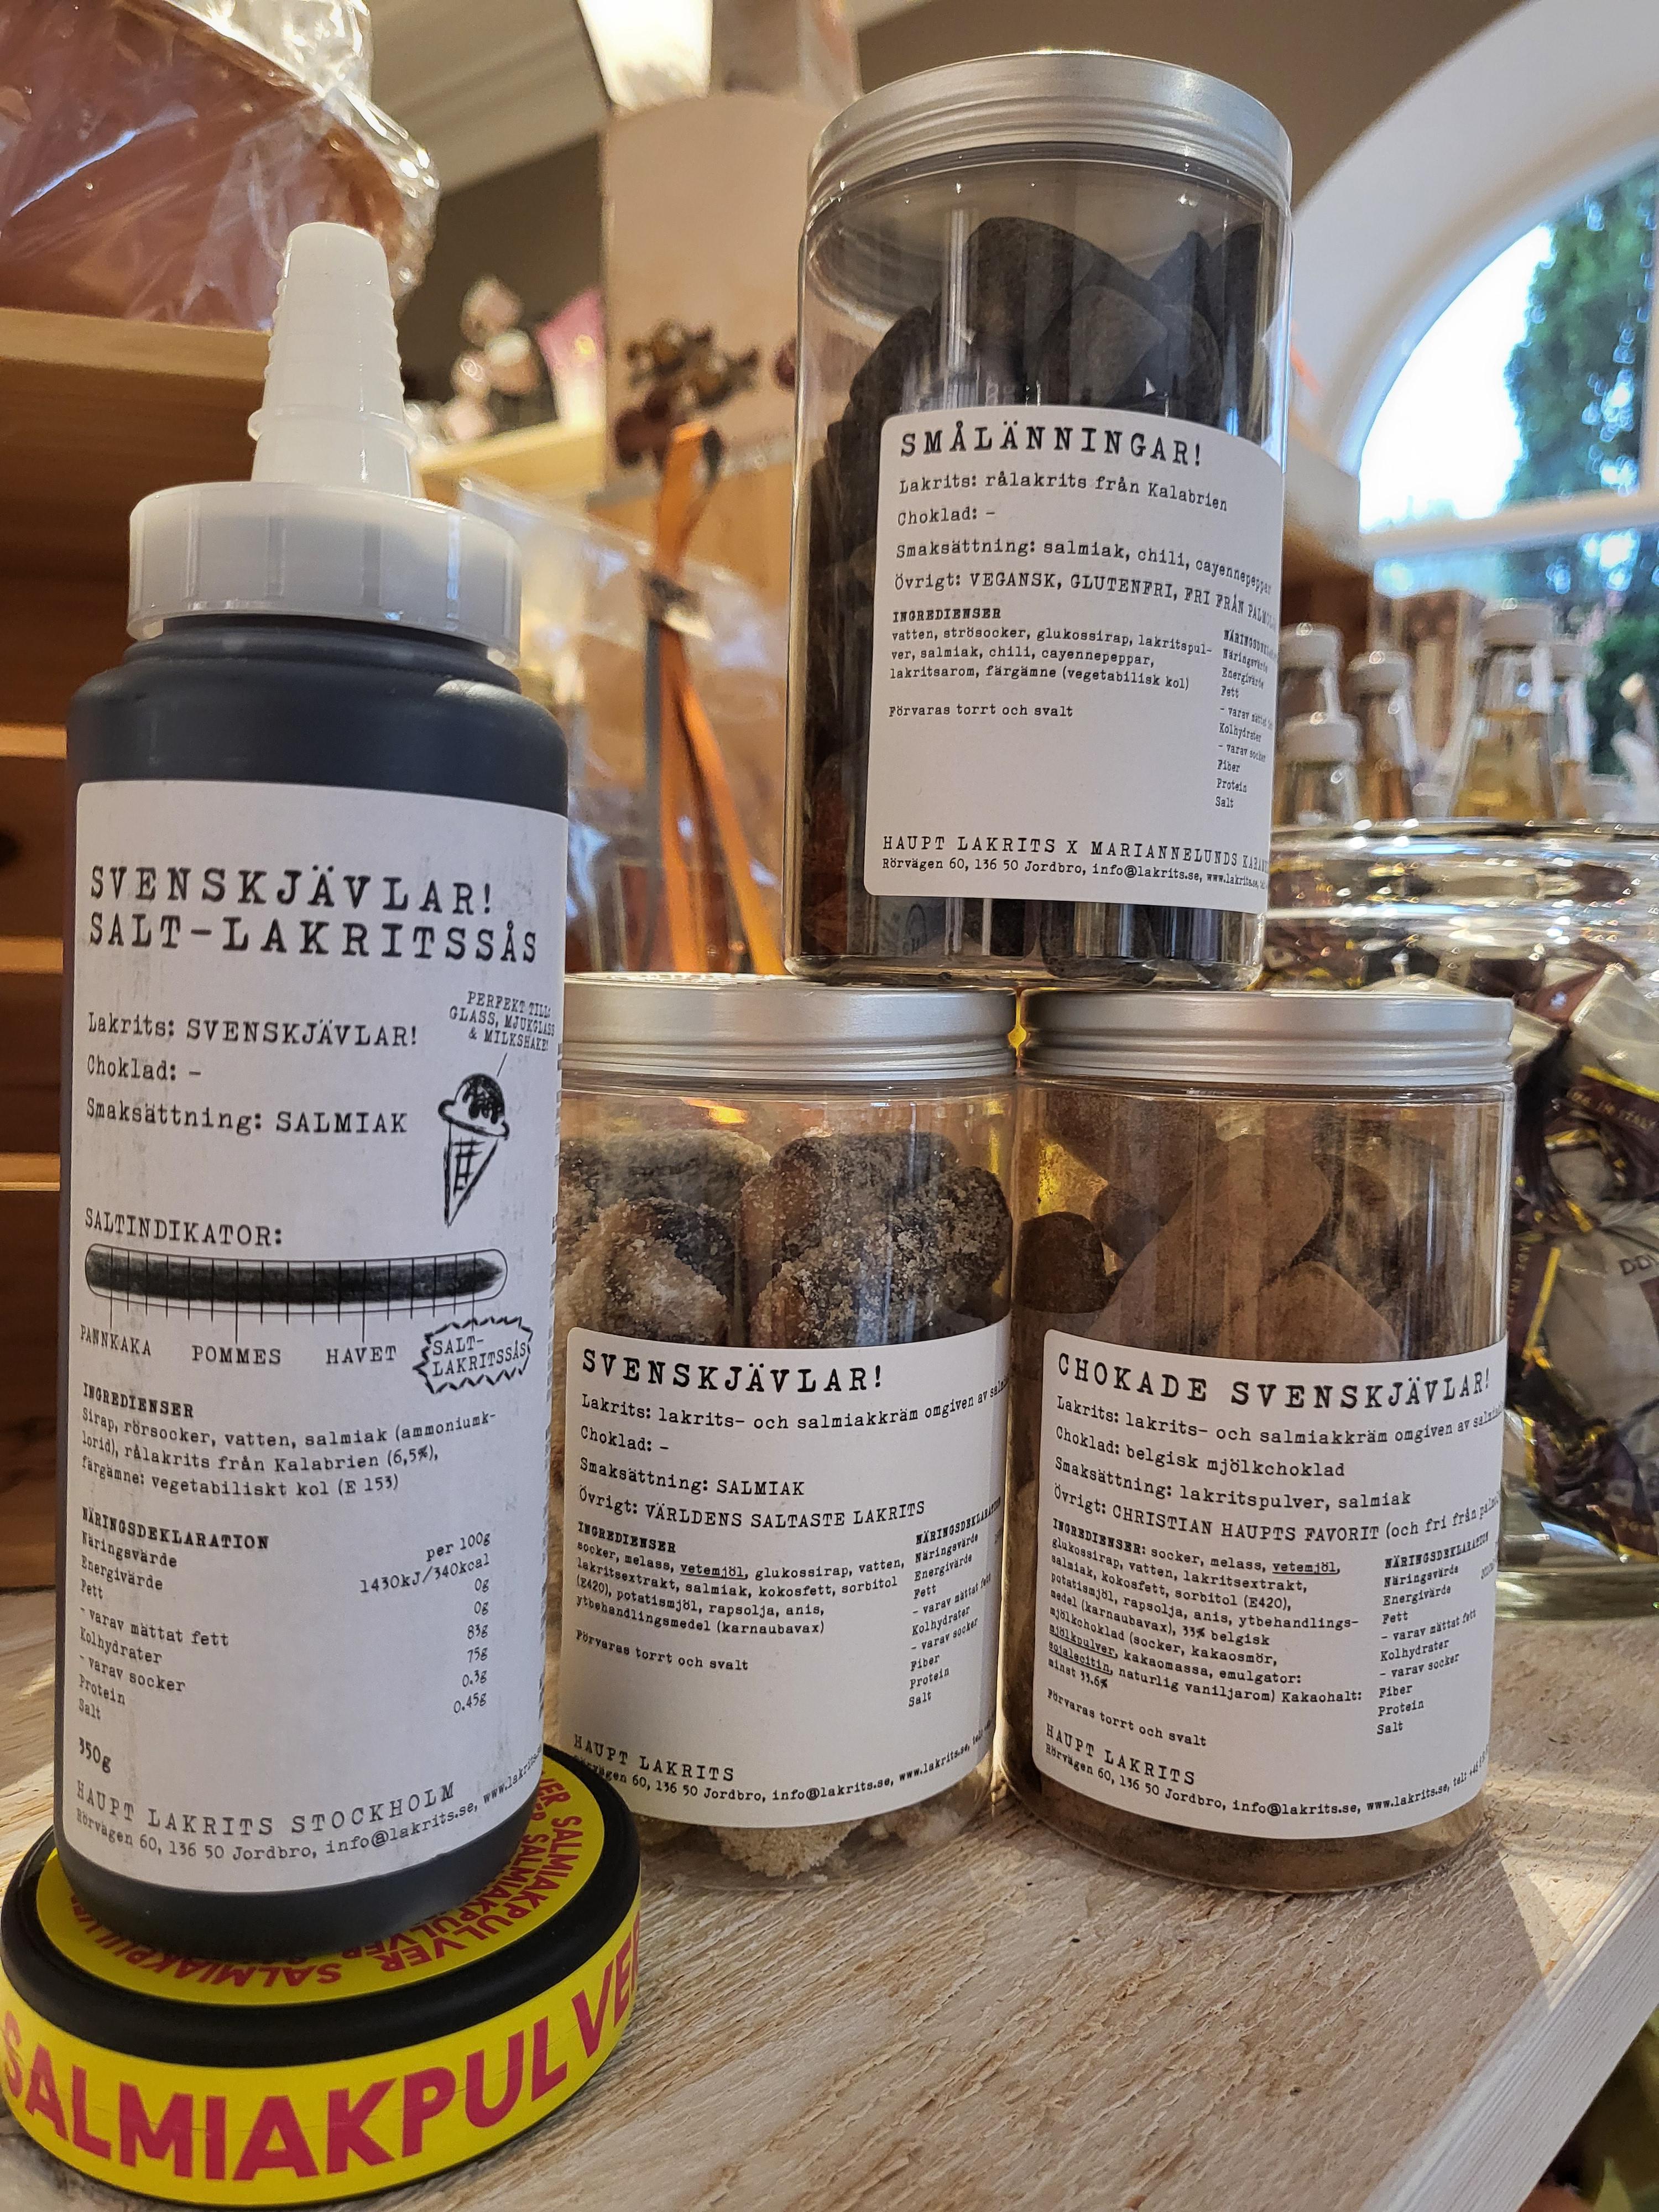 SVENSKJÄVLAR!
SALT-LAKRITSSÅS
Lakrits: SVENSKJÄVLAR!
Choklad: -
Smaksättning: SALMIAK
PERFEKT TILL:
GLASS, MJUKGLASS
& MILKSHAKE!
SALTINDIKATOR:
PANNKAKA
POMMES
HAVET
SALT-
LAKRITSSÅS
INGREDIENSER
Sirap, rörsocker, vatten, salmiak (ammoniumk-
lorid), rålakrits från Kalabrien (6,5%),
färgämne: vegetabiliskt kol (E 153)
NÄRINGSDEKLARATION
Näringsvärde per 100g
Energivärde 1430kJ/340kcal
Fett 0g
- varav mättat fett 0g
Kolhydrater 83g
- varav socker 75g
Protein 0.3g
Salt 0.45g
350g
HAUPT LAKRITS STOCKHOLM
Rörvägen 60, 136 50 Jordbro, info@lakrits.se,
SALMIAKPULVER
SALMIAKPULVER
SALMIAKPULVER
SMÅLÄNNINGAR!
Lakrits: rålakrits från Kalabrien
Choklad: -
Smaksättning: salmiak, chili, cayennepeppar
Övrigt: VEGANSK, GLUTENFRI, FRI FRÅN
INGREDIENSER
vatten, strösocker, glukossirap, lakritspul-
ver, salmiak, chili, cayennepeppar,
lakritsarom, färgämne (vegetabilisk kol)
Förvaras torrt och svalt
Näringsvärde
Energivärde
Fett
- varav mättat
Kolhydrater
- varav socker
Fiber
Protein
Salt
HAUPT LAKRITS X MARIANNELUNDS
Rörvägen 60, 136 50 Jordbro, info@lakrits.se, www.lakrits.se,
SVENSKJÄVLAR!
Lakrits: lakrits- och salmiakkräm omgiven av
Choklad: -
Smaksättning: SALMIAK
Övrigt: VÄRLDENS SALTASTE LAKRITS
INGREDIENSER
socker, melass, vetemjöl, glukossirap, vatten,
lakritsextrakt, salmiak, kokosfett, sorbitol
(E420), potatismjöl, rapsolja, anis,
ytbehandlingsmedel (karnaubavax)
Förvaras torrt och svalt
Näringsvärde
Energivärde
Fett
- varav mättat fett
Kolhydrater
- varav socker
Fiber
Protein
Salt
HAUPT LAKRITS
60, 136 50 Jordbro, info@lakrits.se, www.lakrits.se,
CHOKADE SVENSKJÄVLAR!
Lakrits: lakrits- och salmiakkräm omgiven av
Choklad: belgisk mjölkchoklad
Smaksättning: lakritspulver, salmiak
Övrigt: CHRISTIAN HAUPTS FAVORIT (och fri från
INGREDIENSER: socker, melass, vetemjöl,
glukossirap, vatten, lakritsextrakt,
salmiak, kokosfett, sorbitol (E420),
potatismjöl, rapsolja, anis, ytbehandlings-
medel (karnaubavax), 33% belgisk
mjölkchoklad (socker, kakaosmör,
mjölkpulver, kakaomassa, emulgator:
sojalecitin, naturlig vaniljarom) Kakaohalt:
minst 33.6%
Förvaras torrt och svalt
NÄRINGSDEKLARATION
Näringsvärde
Energivärde
Fett
- varav mättat fett
Kolhydrater
- varav socker
Fiber
Protein
Salt
HAUPT LAKRITS
Rörvägen 60, 136 50 Jordbro, info@lakrits.se, www.lakrits.se, tel: